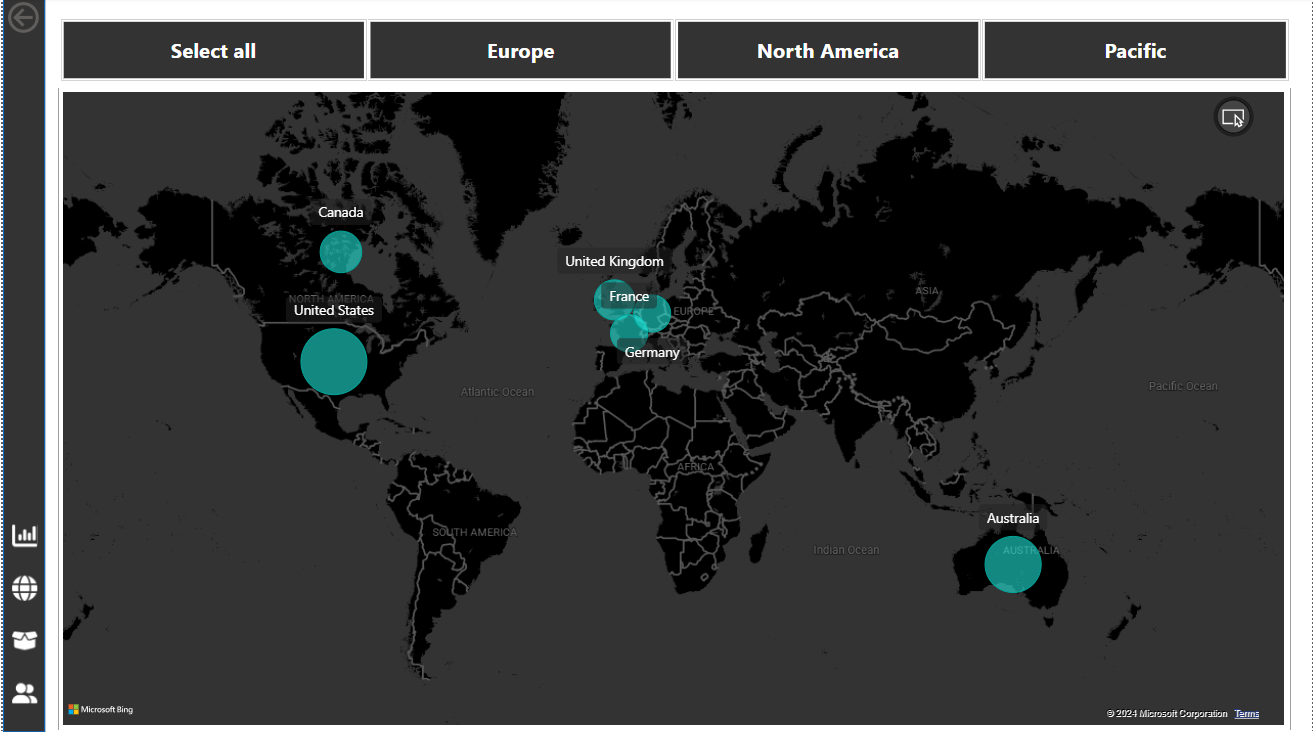 Select all
Europe
North America
Pacific
Canada
NORTH AMERICA
United States
United Kingdom
France
EUROPE
Germany
ASIA
Atlantic Ocean
Pacific Ocean
AFRICA
SOUTH AMERICA
Indian Ocean
Australia
AUSTRALIA
Microsoft Bing
© 2024 Microsoft Corporation Terms